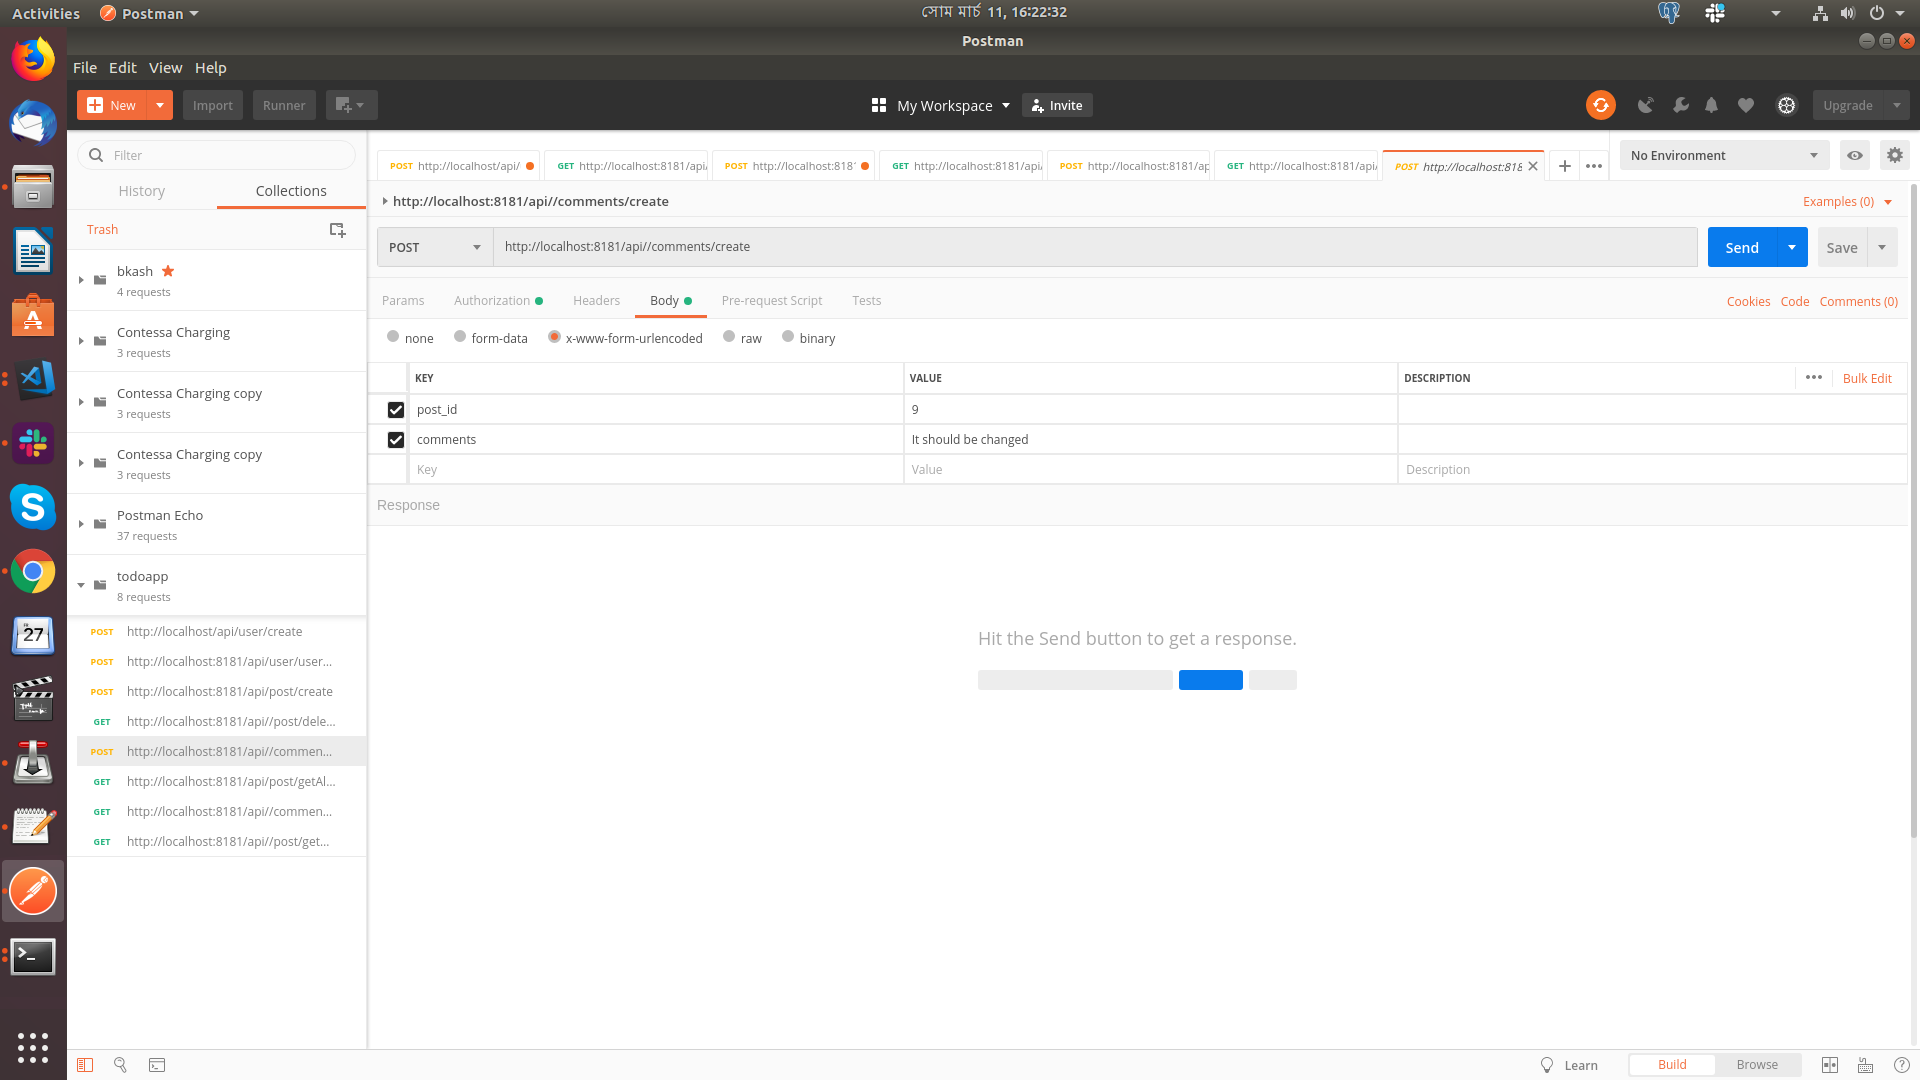 Activities Postman সোম মার্চ 11, 16:22:32
Postman
File Edit View Help
New Import Runner My Workspace Invite Upgrade
Filter
History Collections
Trash
bkash
4 requests
Contessa Charging
3 requests
Contessa Charging copy
3 requests
Contessa Charging copy
3 requests
Postman Echo
37 requests
todoapp
8 requests
POST http://localhost/api/user/create
POST http://localhost:8181/api/user/user...
POST http://localhost:8181/api/post/create
GET http://localhost:8181/api//post/dele...
POST http://localhost:8181/api//commen...
GET http://localhost:8181/api/post/getAl...
GET http://localhost:8181/api//commen...
GET http://localhost:8181/api//post/get...
POST http://localhost/api/ GET http://localhost:8181/api/ POST http://localhost:818 GET http://localhost:8181/api/ POST http://localhost:8181/ap GET http://localhost:8181/api/ POST http://localhost:818 No Environment
http://localhost:8181/api//comments/create Examples (0)
POST http://localhost:8181/api//comments/create Send Save
Params Authorization Headers Body Pre-request Script Tests Cookies Code Comments (0)
none form-data x-www-form-urlencoded raw binary
KEY VALUE DESCRIPTION Bulk Edit
post_id 9
comments It should be changed
Key Value Description
Response
Hit the Send button to get a response.
27
Learn Build Browse